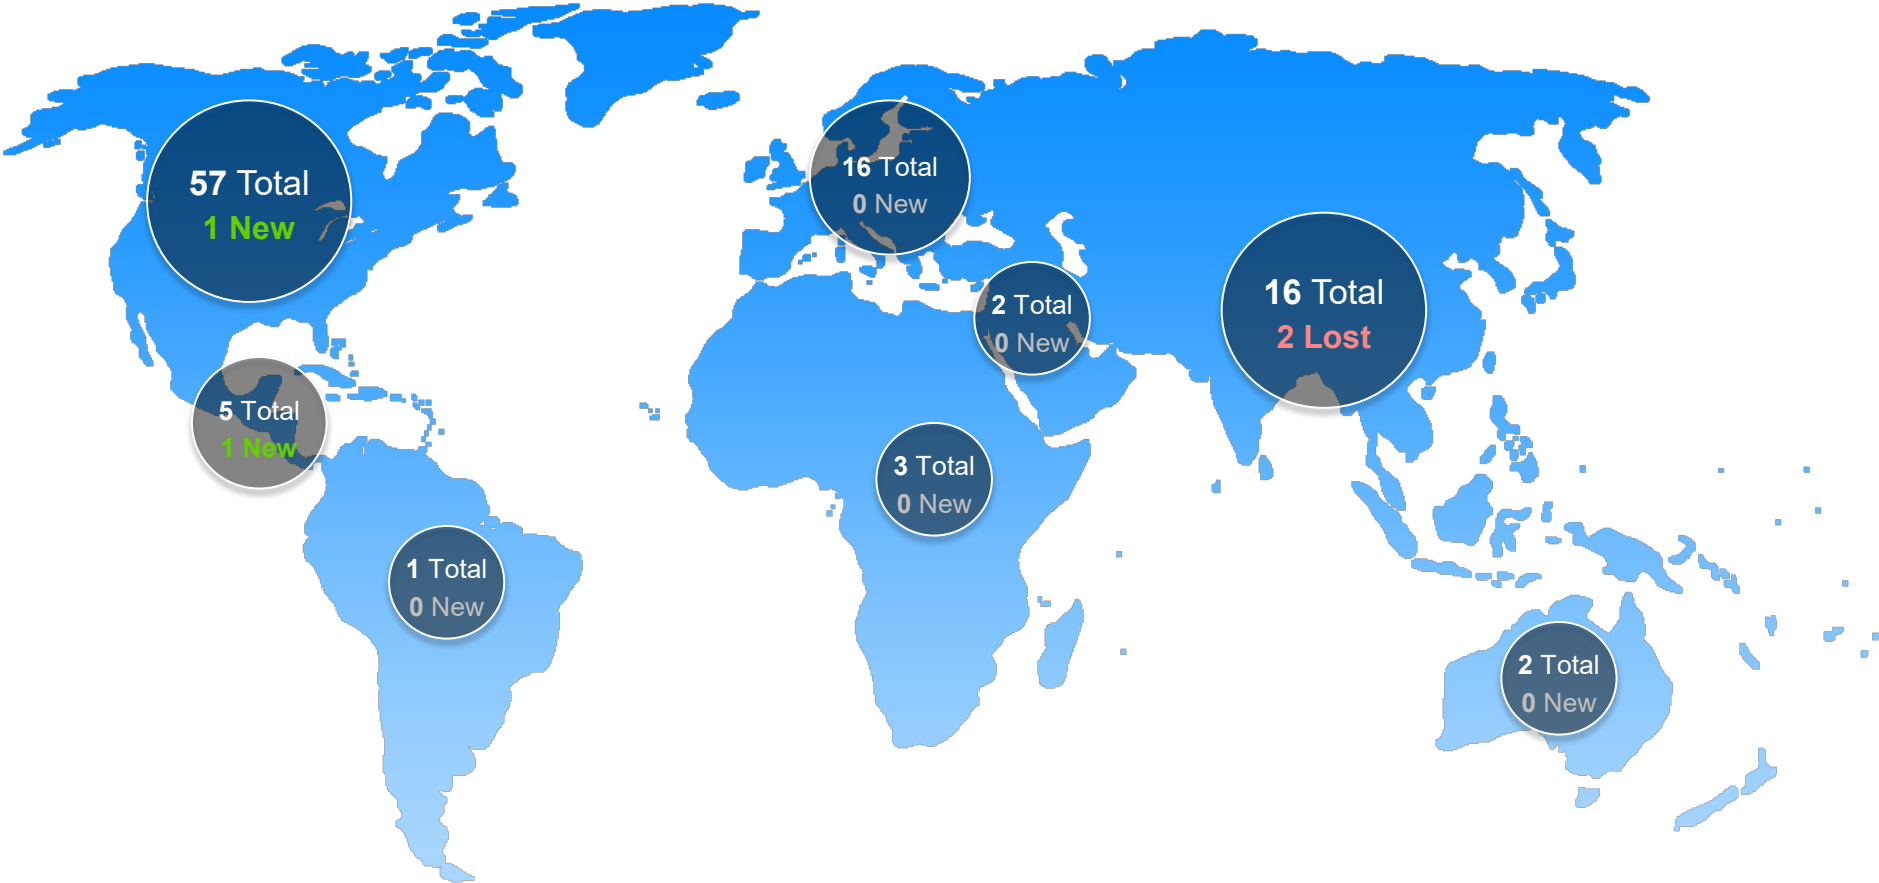 57 Total
1 New
16 Total
0 New
2 Total
0 New
16 Total
2 Lost
5 Total
1 New
3 Total
0 New
1 Total
0 New
2 Total
0 New